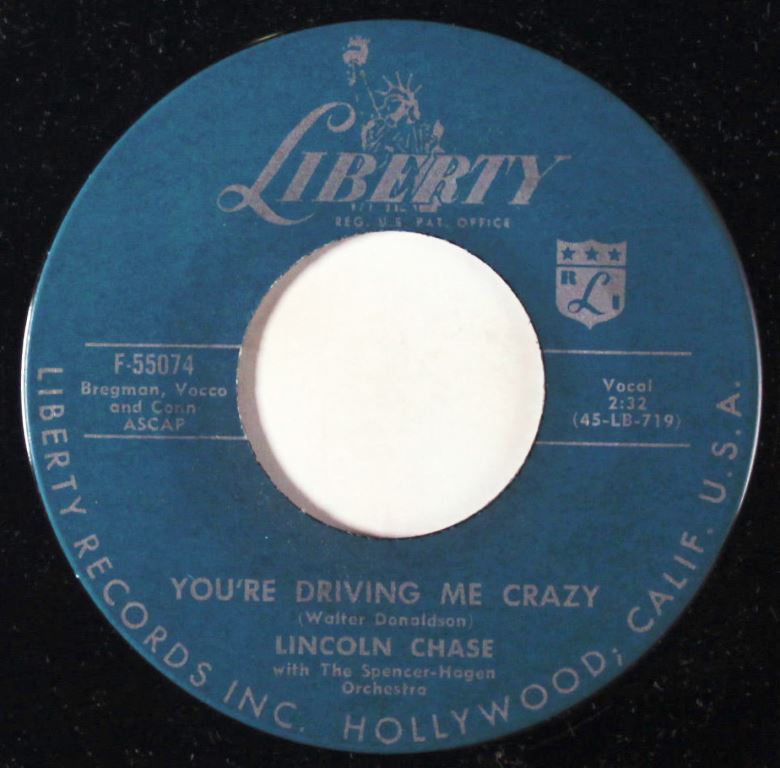 LIBERTY
REG. U.S. PAT. OFFICE
R L I
F-55074
Bregman, Vocco
and Conn
ASCAP
Vocal
2:32
(45-LB-719)
YOU'RE DRIVING ME CRAZY
(Walter Donaldson)
LINCOLN CHASE
with The Spencer-Hagen
Orchestra
LIBERTY RECORDS INC. HOLLYWOOD; CALIF. U.S.A.